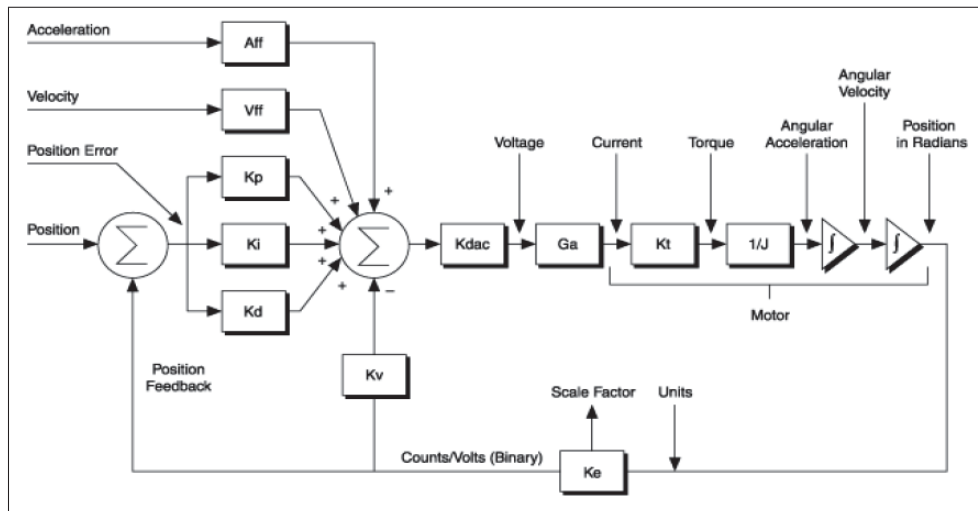 Acceleration
Aff
Velocity
Vff
Position Error
Kp
Position
Σ
Ki
Kd
+
+
+
+
+
−
Σ
Kdac
Voltage
Ga
Current
Kt
Torque
1/J
Angular
Acceleration
∫
Angular
Velocity
∫
Position
in Radians
Motor
Position
Feedback
Kv
Scale Factor
Units
Counts/Volts (Binary)
Ke